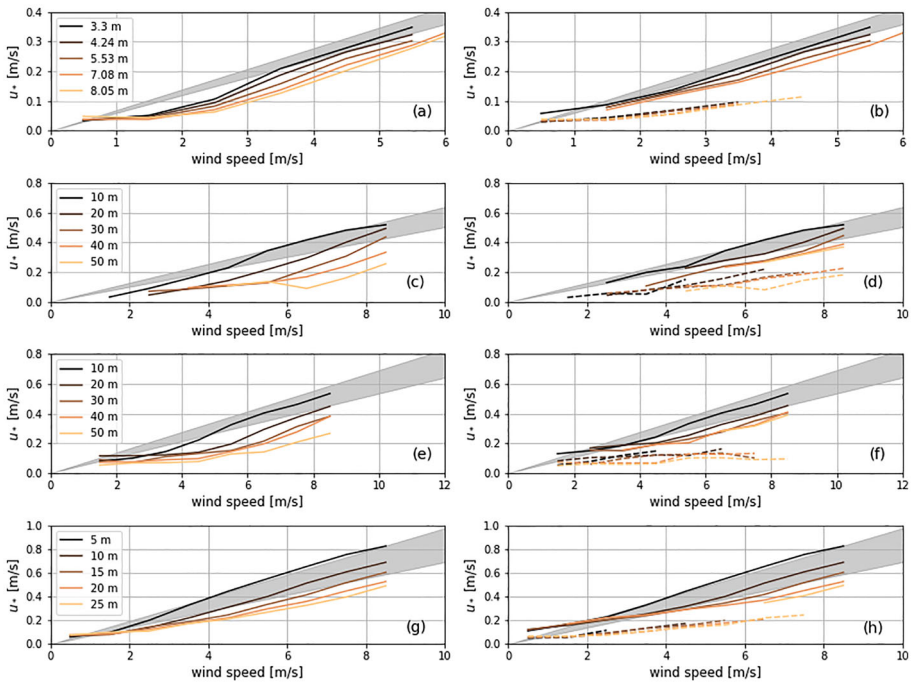 0.4
0.3
0.2
0.1
0.0
u* [m/s]
3.3 m
4.24 m
5.53 m
7.08 m
8.05 m
(a)
0 1 2 3 4 5 6
wind speed [m/s]
0.4
0.3
0.2
0.1
0.0
u* [m/s]
(b)
0 1 2 3 4 5 6
wind speed [m/s]
0.8
0.6
0.4
0.2
0.0
u* [m/s]
10 m
20 m
30 m
40 m
50 m
(c)
0 2 4 6 8 10
wind speed [m/s]
0.8
0.6
0.4
0.2
0.0
u* [m/s]
(d)
0 2 4 6 8 10
wind speed [m/s]
0.8
0.6
0.4
0.2
0.0
u* [m/s]
10 m
20 m
30 m
40 m
50 m
(e)
0 2 4 6 8 10 12
wind speed [m/s]
0.8
0.6
0.4
0.2
0.0
u* [m/s]
(f)
0 2 4 6 8 10 12
wind speed [m/s]
1.0
0.8
0.6
0.4
0.2
0.0
u* [m/s]
5 m
10 m
15 m
20 m
25 m
(g)
0 2 4 6 8 10
wind speed [m/s]
1.0
0.8
0.6
0.4
0.2
0.0
u* [m/s]
(h)
0 2 4 6 8 10
wind speed [m/s]